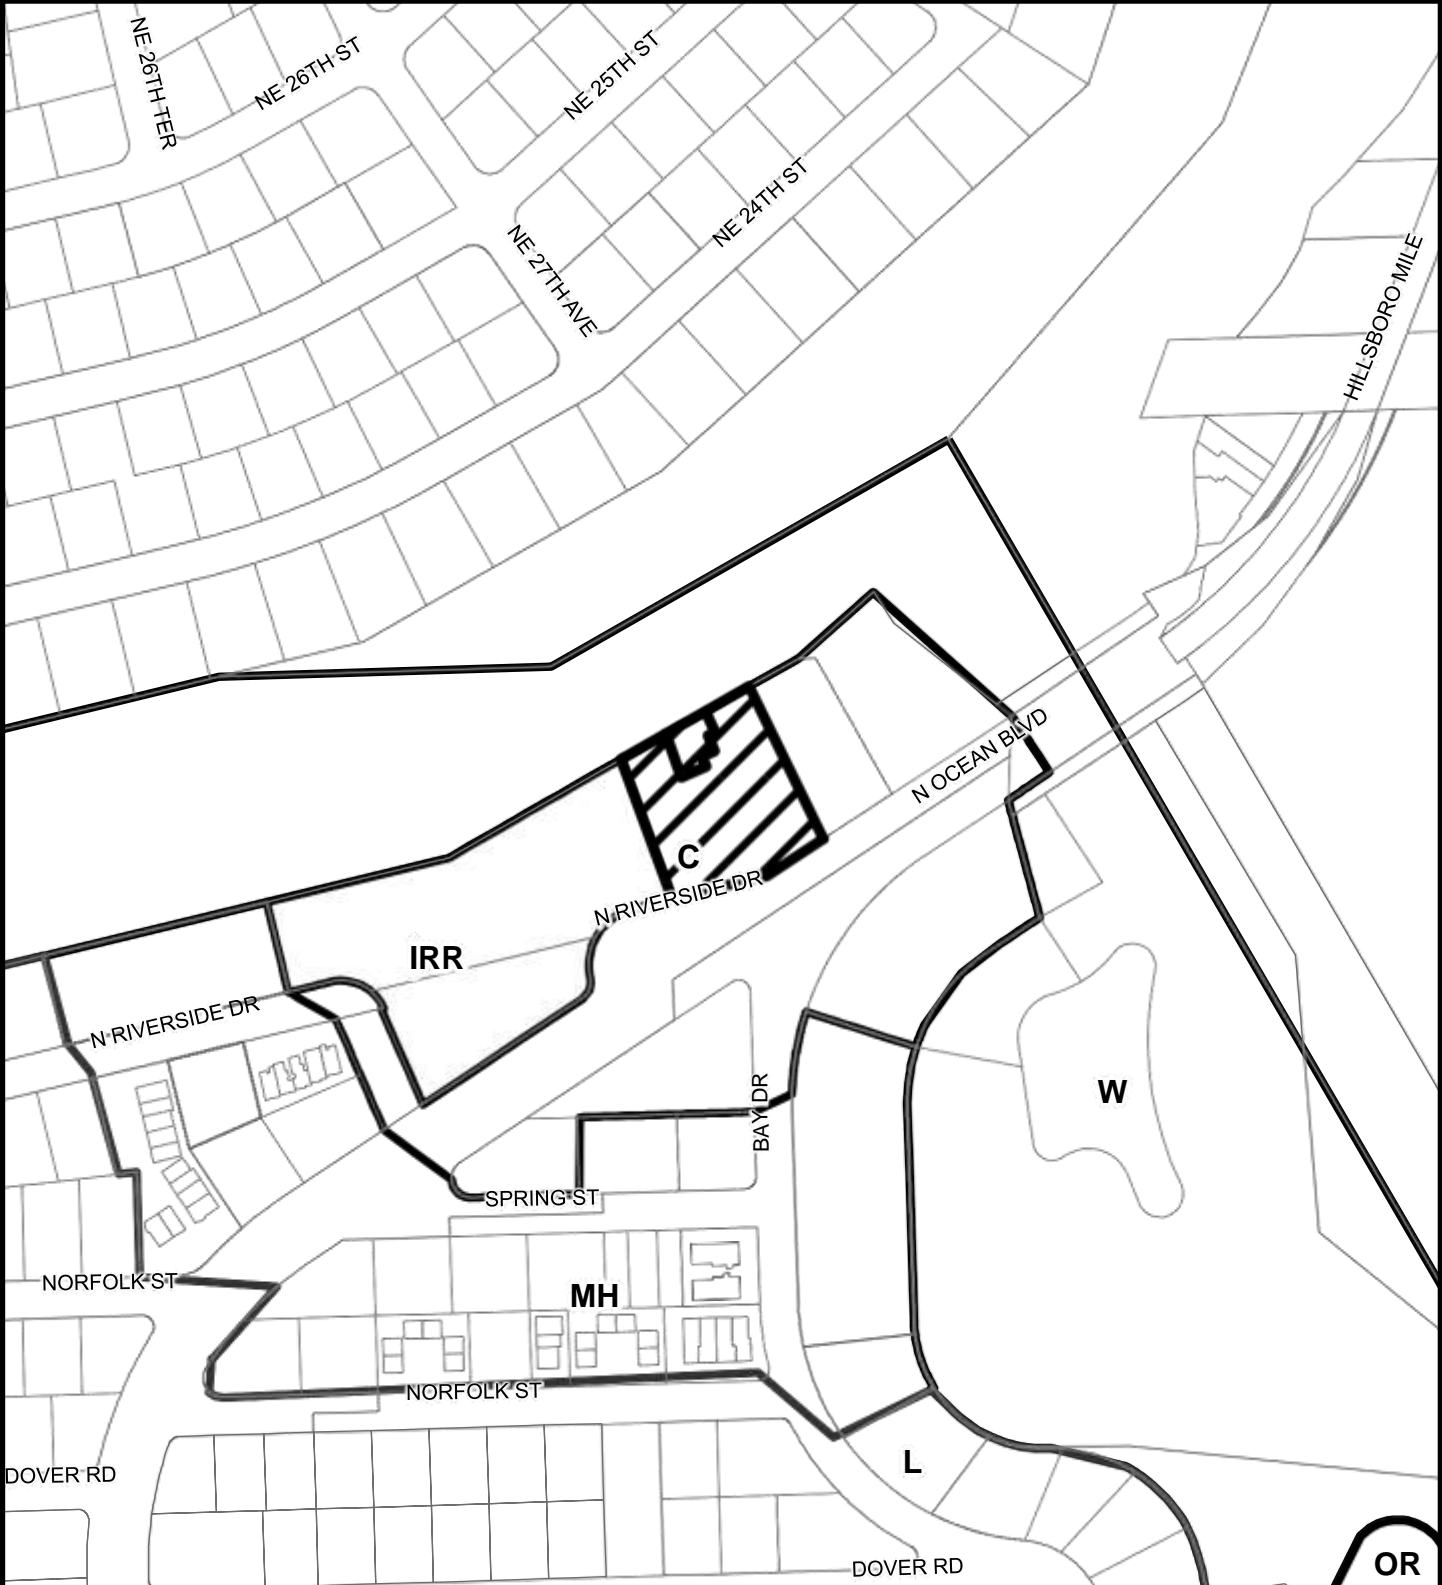 NE 26TH TER
NE 26TH ST
NE 25TH ST
NE 24TH ST
NE 27TH AVE
HILLSBORO MILE
N OCEAN BLVD
C
N RIVERSIDE DR
IRR
N RIVERSIDE DR
W
BAY DR
SPRING ST
NORFOLK ST
MH
NORFOLK ST
L
DOVER RD
OR
DOVER RD